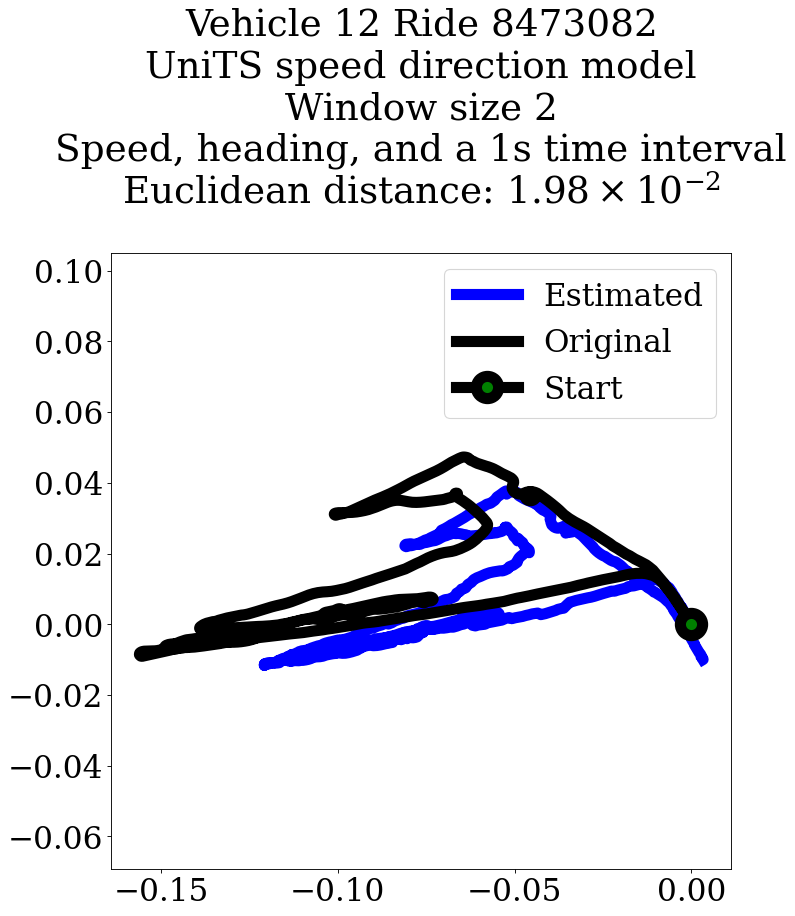 Vehicle 12 Ride 8473082
UniTS speed direction model
Window size 2
Speed, heading, and a 1s time interval
Euclidean distance: 1.98 × 10⁻²
Estimated
Original
Start
0.10
0.08
0.06
0.04
0.02
0.00
−0.02
−0.04
−0.06
−0.15
−0.10
−0.05
0.00